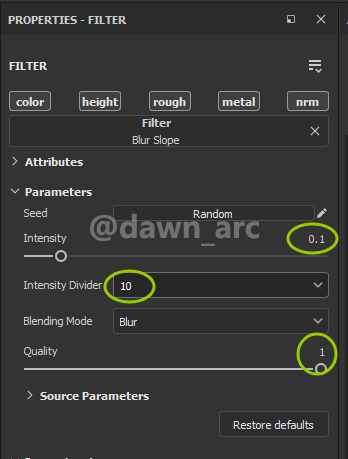 PROPERTIES - FILTER
FILTER
color height rough metal nrm
Filter
Blur Slope
Attributes
Parameters
Seed Random
@dawn_arc
Intensity 0.1
Intensity Divider 10
Blending Mode Blur
Quality 1
Source Parameters
Restore defaults